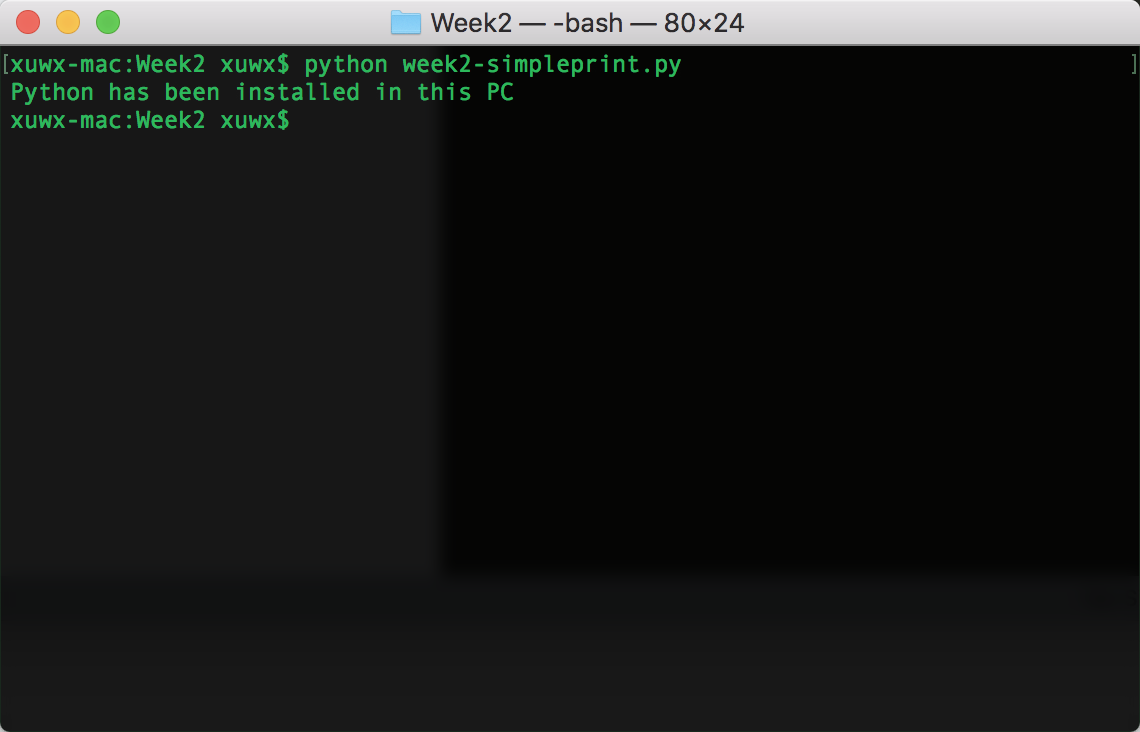 Week2 — -bash — 80×24
[xuwx-mac:Week2 xuwx$ python week2-simpleprint.py ]
Python has been installed in this PC
xuwx-mac:Week2 xuwx$